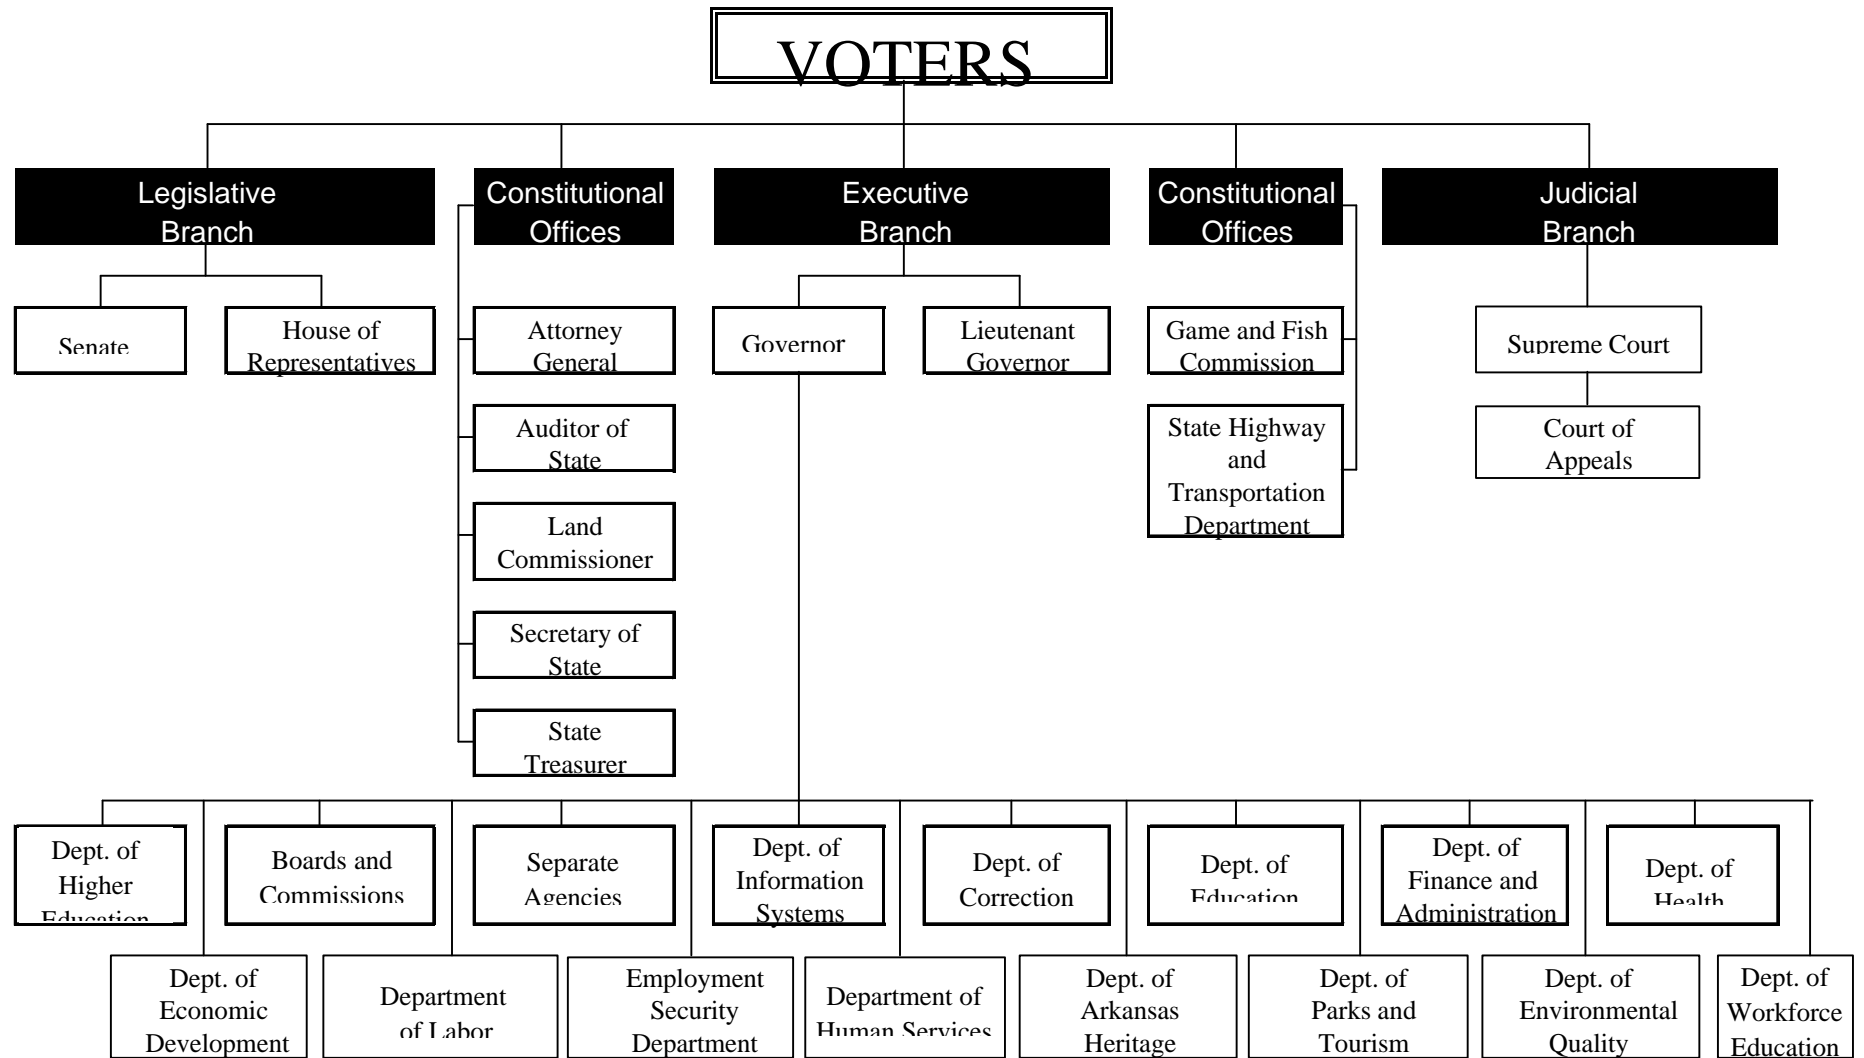 VOTERS
Legislative
Branch
Constitutional
Offices
Executive
Branch
Constitutional
Offices
Judicial
Branch
Senate
House of
Representatives
Attorney
General
Auditor of
State
Land
Commissioner
Secretary of
State
State
Treasurer
Governor
Lieutenant
Governor
Game and Fish
Commission
State Highway
and
Transportation
Department
Supreme Court
Court of
Appeals
Dept. of
Higher
Education
Boards and
Commissions
Separate
Agencies
Dept. of
Information
Systems
Dept. of
Correction
Dept. of
Education
Dept. of
Finance and
Administration
Dept. of
Health
Dept. of
Economic
Development
Department
of Labor
Employment
Security
Department
Department of
Human Services
Dept. of
Arkansas
Heritage
Dept. of
Parks and
Tourism
Dept. of
Environmental
Quality
Dept. of
Workforce
Education